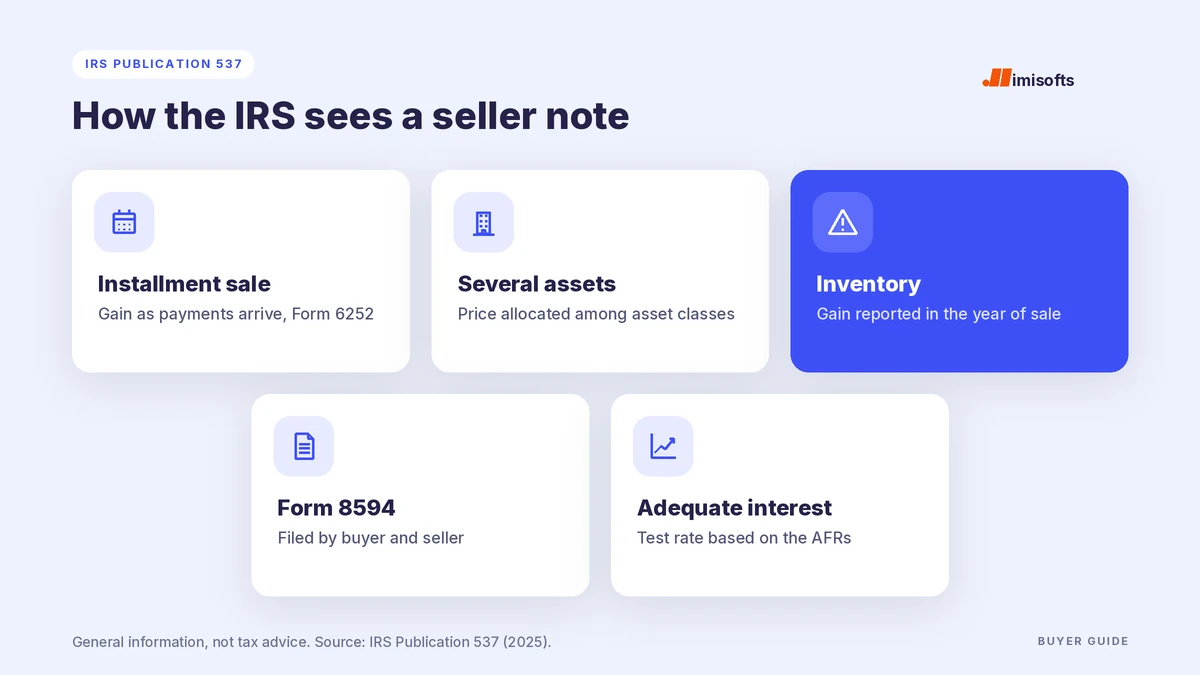 IRS PUBLICATION 537
imisofts
How the IRS sees a seller note
Installment sale
Gain as payments arrive, Form 6252
Several assets
Price allocated among asset classes
Inventory
Gain reported in the year of sale
Form 8594
Filed by buyer and seller
Adequate interest
Test rate based on the AFRs
General information, not tax advice. Source: IRS Publication 537 (2025).
BUYER GUIDE